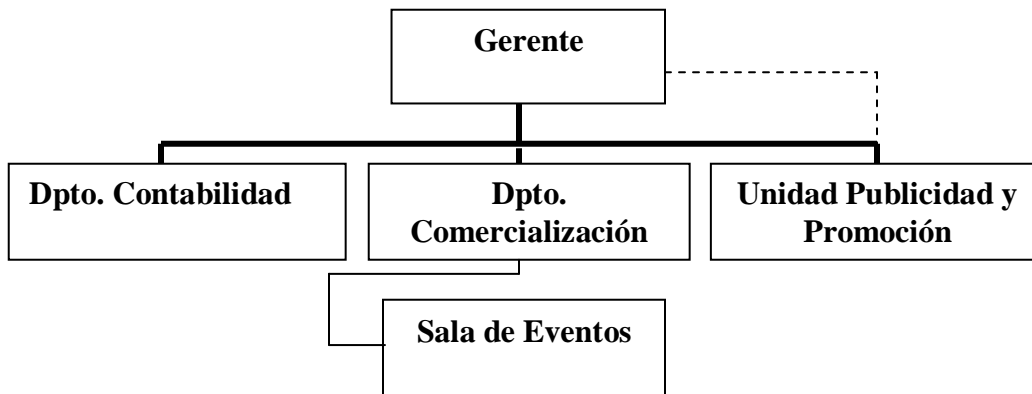 Gerente
Dpto. Contabilidad
Dpto.
Comercialización
Unidad Publicidad y
Promoción
Sala de Eventos